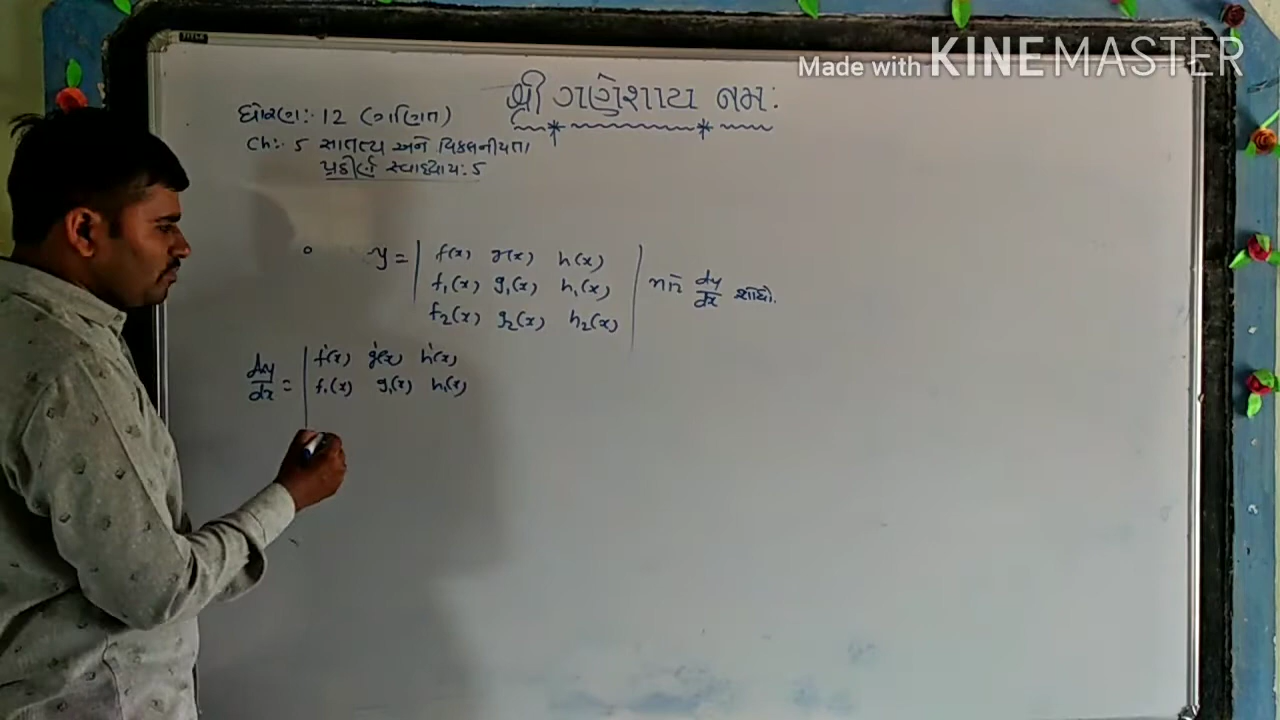 Made with KINEMASTER
શ્રી ગણેશાય નમઃ
ધોરણઃ 12 (ગણિત)
Ch: 5 સાતત્ય અને વિકલનીયતા
પ્રકીર્ણ સ્વાધ્યાયઃ 5
y = | f(x) g(x) h(x) |
| f₁(x) g₁(x) h₁(x) | dy/dx શોધો.
| f₂(x) g₂(x) h₂(x) |
dy/dx = | f'(x) g'(x) h'(x)
| f₁(x) g₁(x) h₁(x)